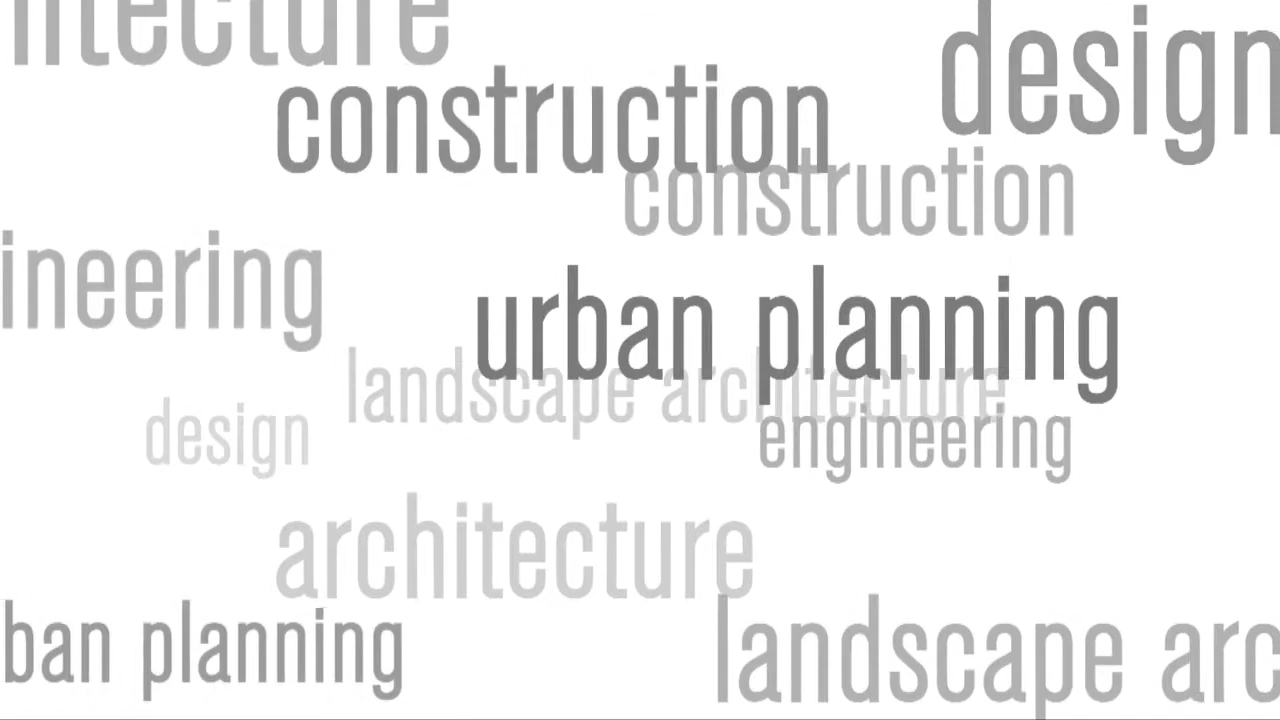 itecture
design
construction
construction
ineering
urban planning
landscape architecture
design
engineering
architecture
ban planning
landscape arc